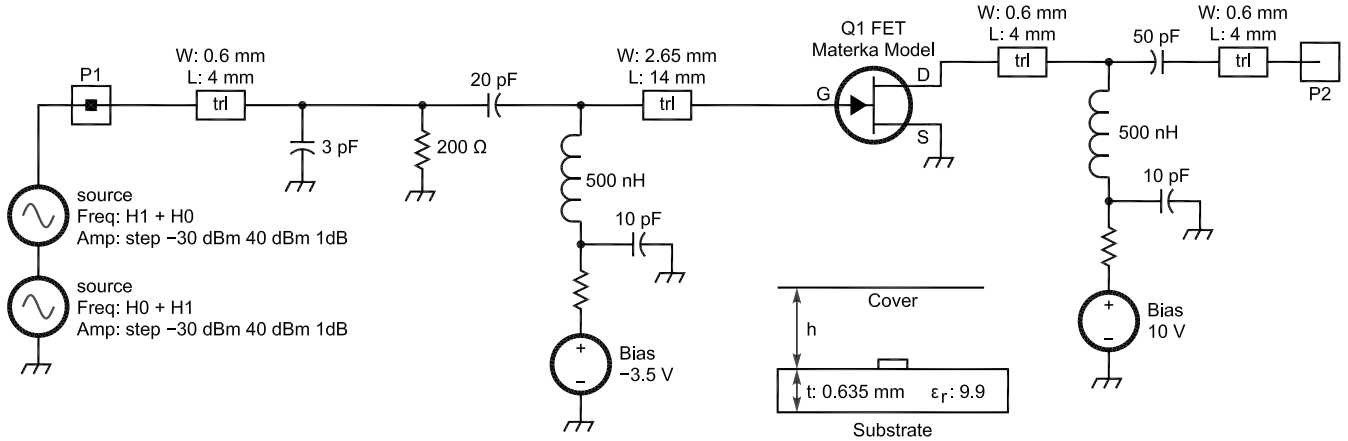 P1
W: 0.6 mm
L: 4 mm
trl
3 pF
200 Ω
20 pF
500 nH
10 pF
W: 2.65 mm
L: 14 mm
trl
Q1 FET
Materka Model
G
D
S
W: 0.6 mm
L: 4 mm
trl
50 pF
W: 0.6 mm
L: 4 mm
trl
P2
500 nH
10 pF
source
Freq: H1 + H0
Amp: step −30 dBm 40 dBm 1dB
source
Freq: H0 + H1
Amp: step −30 dBm 40 dBm 1dB
+
−
Bias
−3.5 V
Cover
h
t: 0.635 mm εr: 9.9
Substrate
+
−
Bias
10 V